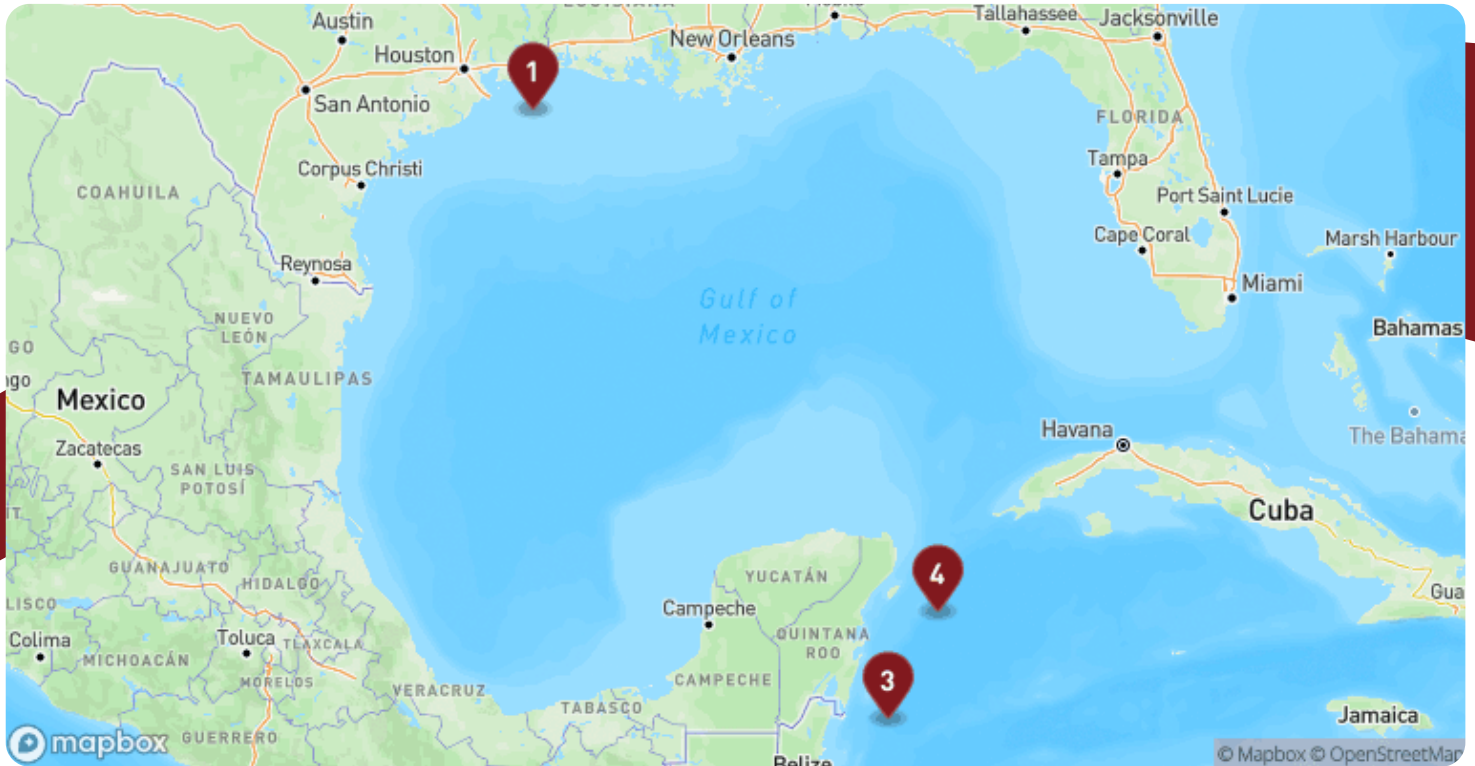 LOUISIANA
Tallahassee
Jacksonville
Austin
New Orleans
Houston
1
San Antonio
FLORIDA
Tampa
Corpus Christi
COAHUILA
Port Saint Lucie
Cape Coral
Marsh Harbour
Reynosa
Miami
Gulf of
Mexico
NUEVO
LEÓN
Bahamas
GO
TAMAULIPAS
ngo
Mexico
Havana
The Bahama
Zacatecas
SAN LUIS
POTOSÍ
Cuba
IT
GUANAJUATO
HIDALGO
YUCATÁN
4
Gua
LISCO
Campeche
Colima
Toluca
TLAXCALA
QUINTANA
ROO
MICHOACÁN
CAMPECHE
3
MORELOS
VERACRUZ
TABASCO
Jamaica
mapbox
GUERRERO
Belize
© Mapbox © OpenStreetMap